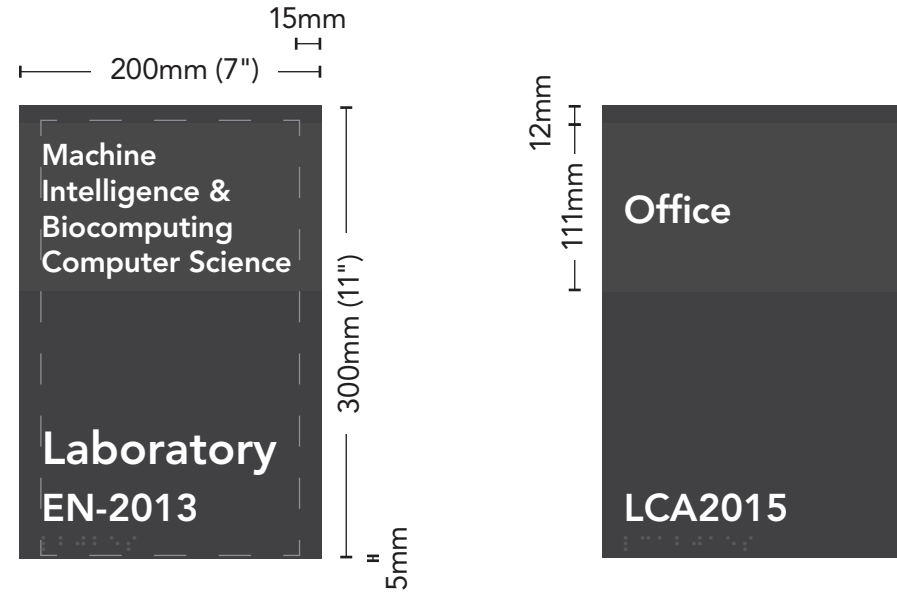 15mm
200mm (7")
Machine
Intelligence &
Biocomputing
Computer Science
Laboratory
EN-2013
300mm (11")
5mm
12mm
111mm
Office
LCA2015